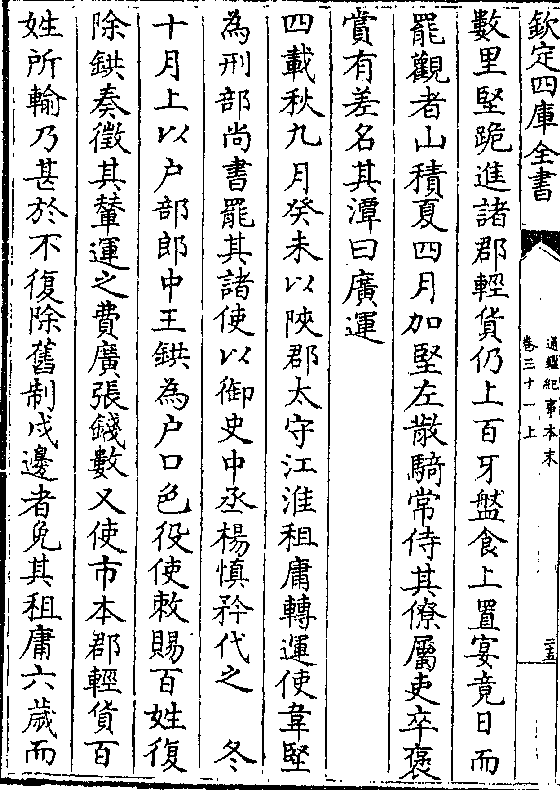 欽定四庫全書
通鑑紀事本末
卷三十一上
二五
數里堅跪進諸郡輕貨仍上百牙盤食上置宴竟日而
罷觀者山積夏四月加堅左散騎常侍其僚屬吏卒褒
賞有差名其潭曰廣運
四載秋九月癸未以陜郡太守江淮租庸轉運使韋堅
為刑部尚書罷其諸使以御史中丞楊慎矜代之　冬
十月上以户部郎中王鉷為户口色役使敕賜百姓復
除鉷奏徵其輦運之費廣張錢數又使市本郡輕貨百
姓所輸乃甚於不復除舊制戍邊者免其租庸六歲而